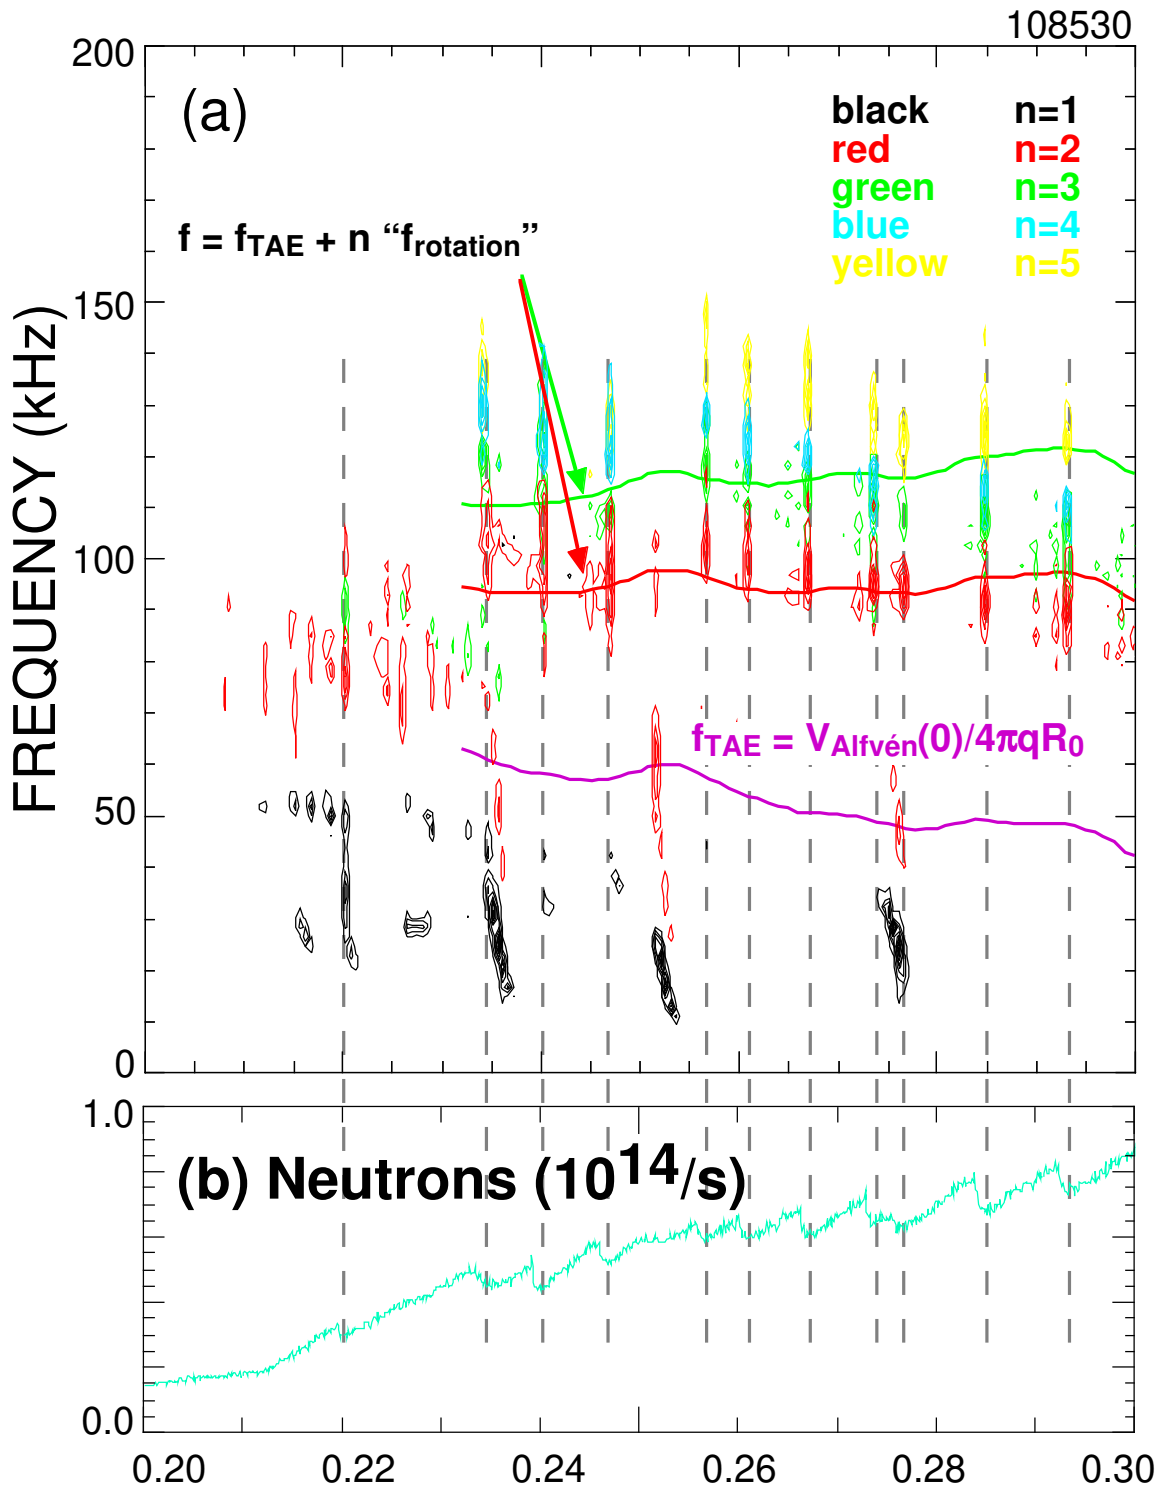 108530
200
(a)
black n=1
red n=2
green n=3
blue n=4
yellow n=5
f = fTAE + n “frotation”
150
FREQUENCY (kHz)
100
fTAE = VAlfvén(0)/4πqR0
50
0
1.0
(b) Neutrons (10^14/s)
0.0
0.20 0.22 0.24 0.26 0.28 0.30